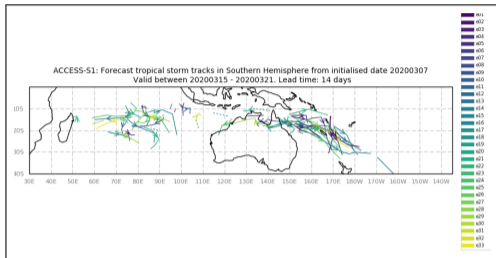 ACCESS-S1: Forecast tropical storm tracks in Southern Hemisphere from initialised date 20200307
Valid between 20200315 - 20200321. Lead time: 14 days
10S
20S
30S
40S
30E 40E 50E 60E 70E 80E 90E 100E 110E 120E 130E 140E 150E 160E 170E 180E 170W 160W 150W 140W
e01
e02
e03
e04
e05
e06
e07
e08
e09
e10
e11
e12
e13
e14
e15
e16
e17
e18
e19
e20
e21
e22
e23
e24
e25
e26
e27
e28
e29
e30
e31
e32
e33